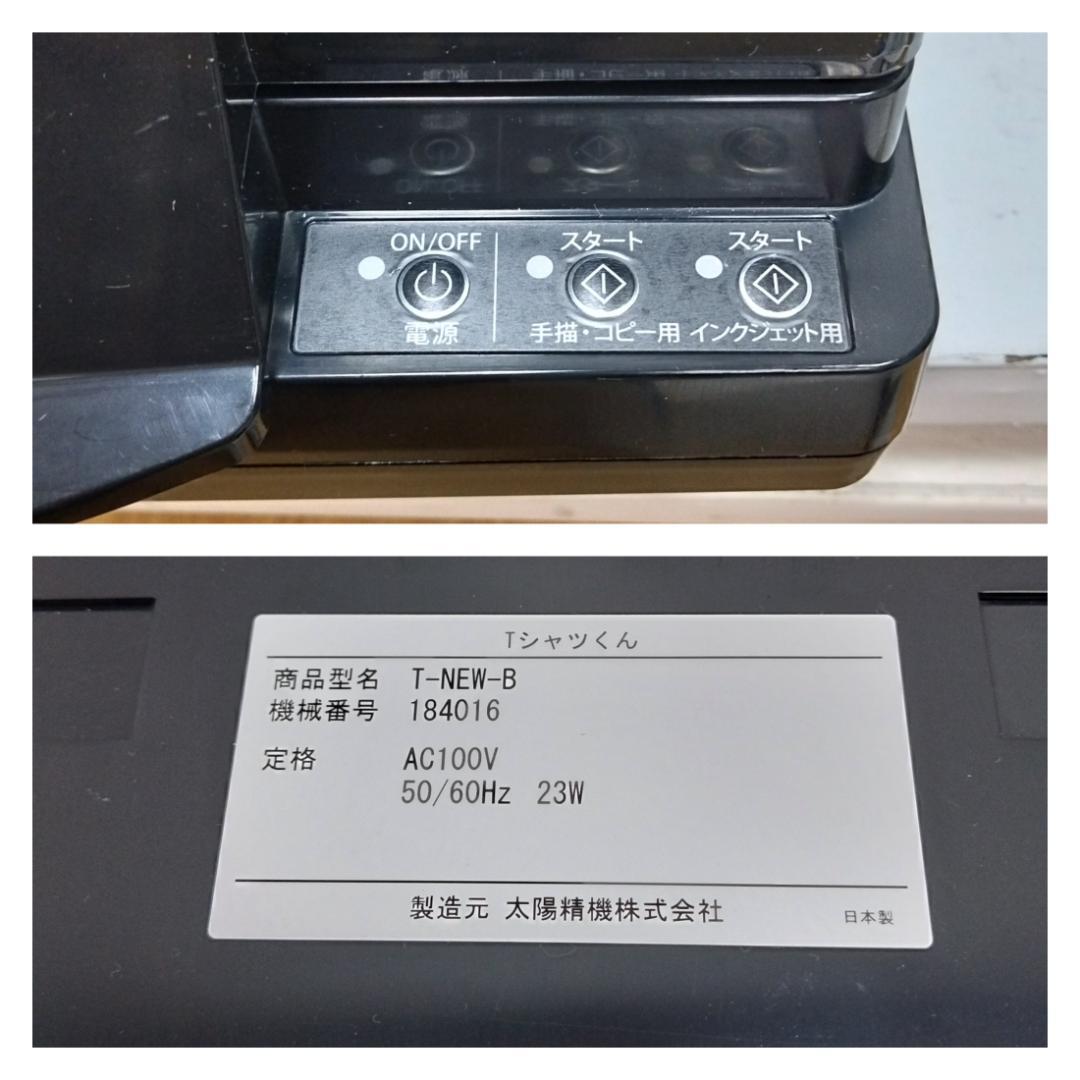 ON/OFF スタート スタート
電源 手描・コピー用 インクジェット用
Tシャツくん
商品型名 T-NEW-B
機械番号 184016
定格 AC100V
50/60Hz 23W
製造元 太陽精機株式会社 日本製